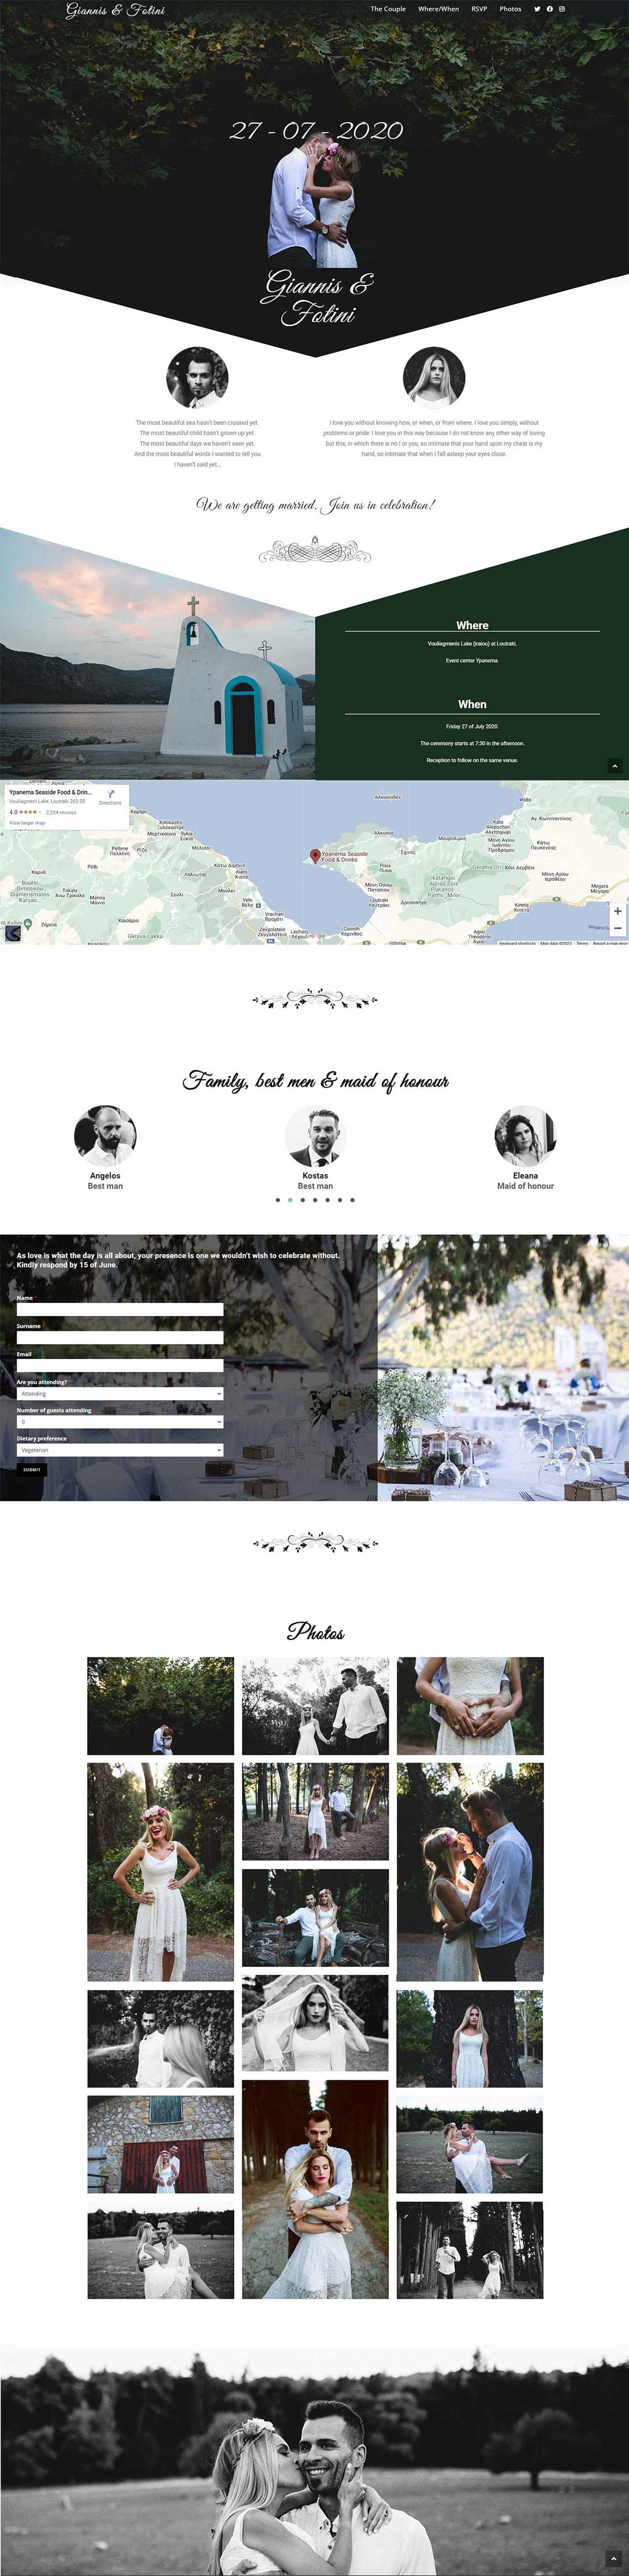 Giannis & Fotini
The Couple Where/When RSVP Photos
27 - 07 - 2020
Giannis &
Fotini
The most beautiful sea hasn't been crossed yet.
The most beautiful child hasn't grown up yet.
The most beautiful days we haven't seen yet.
And the most beautiful words I wanted to tell you
I haven't said yet...
I love you without knowing how, or when, or from where. I love you simply, without
problems or pride: I love you in this way because I do not know any other way of loving
but this, in which there is no I or you, so intimate that your hand upon my chest is my
hand, so intimate that when I fall asleep your eyes close.
We are getting married. Join us in celebration!
Where
Vouliagmenis Lake (Iraiou) at Loutraki.
Event center Ypanema
When
Friday 27 of July 2020.
The ceremony starts at 7:30 in the afternoon.
Reception to follow on the same venue.
Ypanema Seaside Food & Drin...
Vouliagmeni Lake, Loutraki 203 00
4.0 2,204 reviews
View larger map
Directions
Ypanema Seaside
Food & Drinks
Family, best men & maid of honour
Angelos
Best man
Kostas
Best man
Eleana
Maid of honour
As love is what the day is all about, your presence is one we wouldn't wish to celebrate without.
Kindly respond by 15 of June.
Name
Surname
Email
Are you attending?
Attending
Number of guests attending
0
Dietary preference
Vegeterian
SUBMIT
Photos